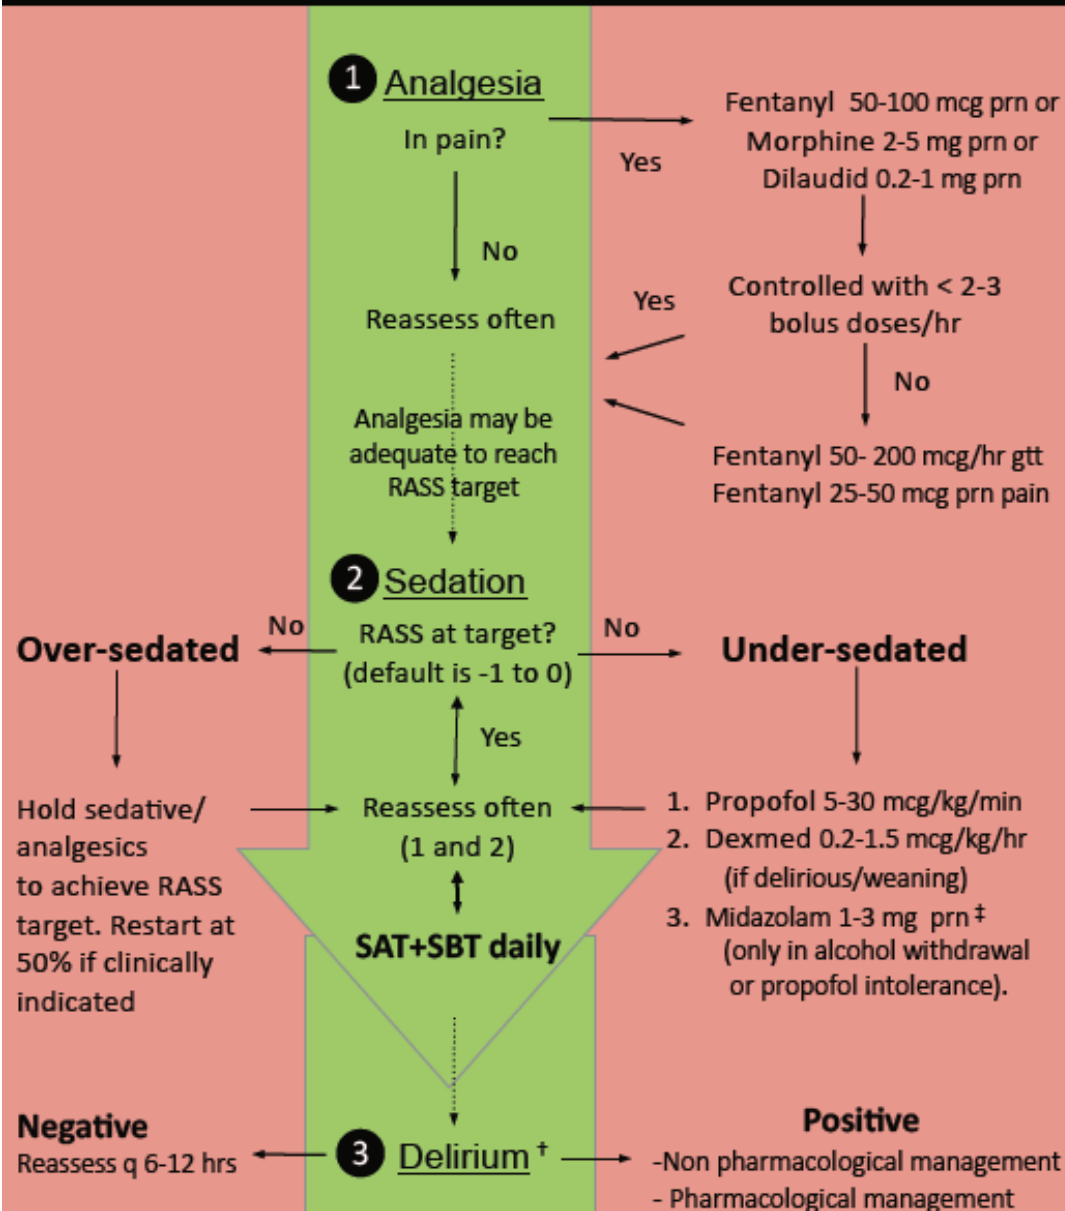 1 Analgesia
In pain?
Yes
Fentanyl 50-100 mcg prn or
Morphine 2-5 mg prn or
Dilaudid 0.2-1 mg prn
No
Reassess often
Yes
Controlled with < 2-3
bolus doses/hr
No
Analgesia may be
adequate to reach
RASS target
Fentanyl 50- 200 mcg/hr gtt
Fentanyl 25-50 mcg prn pain
2 Sedation
RASS at target?
(default is -1 to 0)
No
Over-sedated
No
Under-sedated
Yes
Hold sedative/
analgesics
to achieve RASS
target. Restart at
50% if clinically
indicated
Reassess often
(1 and 2)
1. Propofol 5-30 mcg/kg/min
2. Dexmed 0.2-1.5 mcg/kg/hr
(if delirious/weaning)
3. Midazolam 1-3 mg prn ‡
(only in alcohol withdrawal
or propofol intolerance).
SAT+SBT daily
Negative
Reassess q 6-12 hrs
3 Delirium †
Positive
-Non pharmacological management
- Pharmacological management